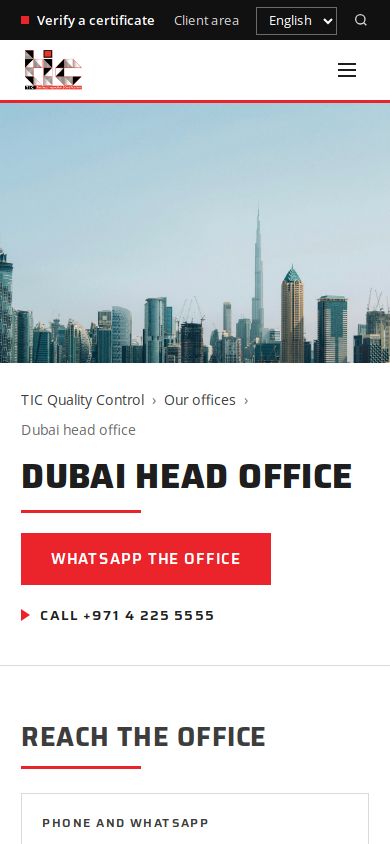 Verify a certificate Client area English
tic
TIC Quality Control › Our offices ›
Dubai head office
DUBAI HEAD OFFICE
WHATSAPP THE OFFICE
CALL +971 4 225 5555
REACH THE OFFICE
PHONE AND WHATSAPP